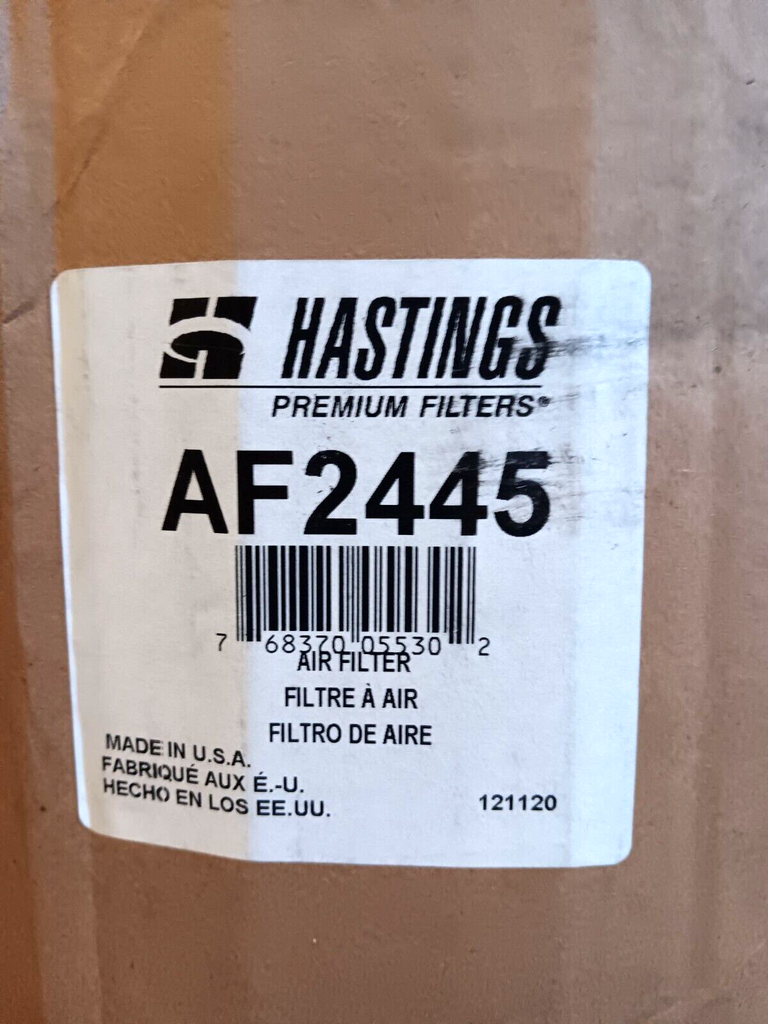 HASTINGS
PREMIUM FILTERS®
AF2445
7 68370 05530 2
AIR FILTER
FILTRE À AIR
FILTRO DE AIRE
MADE IN U.S.A.
FABRIQUÉ AUX É.-U.
HECHO EN LOS EE.UU.
121120